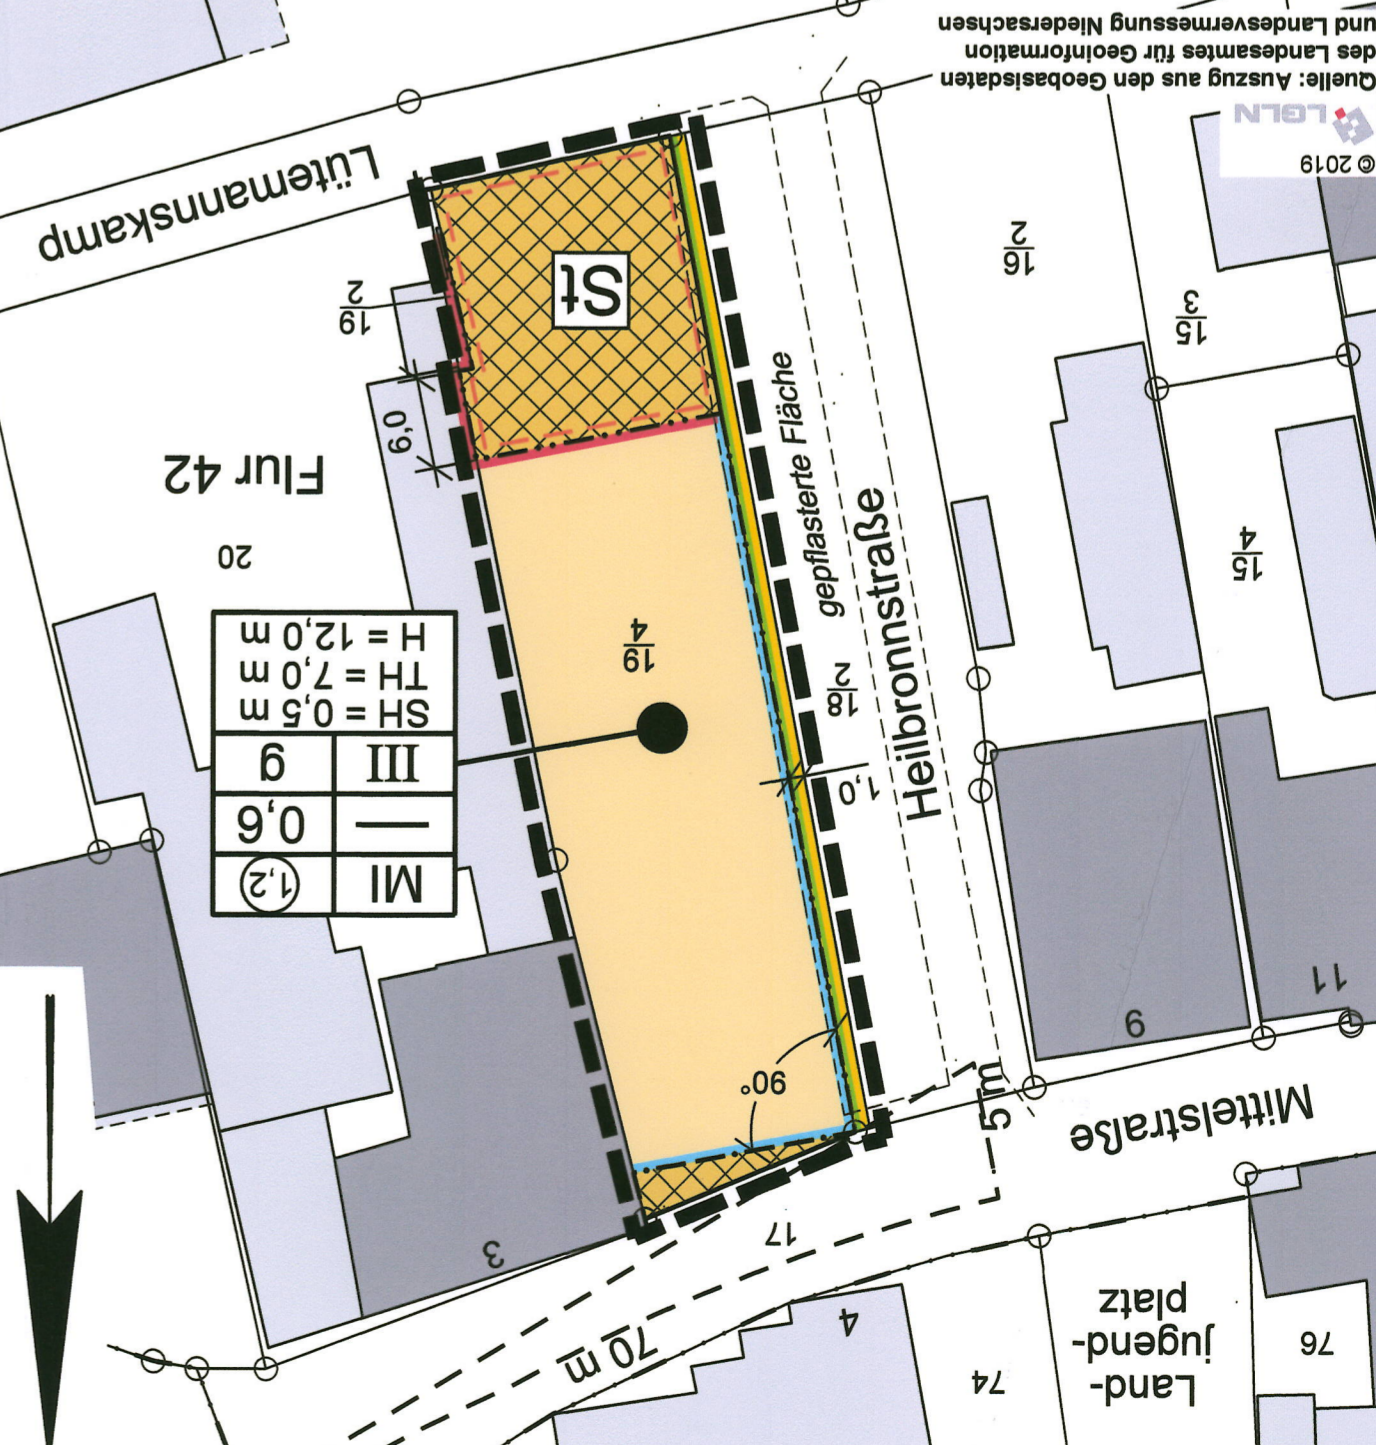 Land-
jugend-
platz
76
74
4
70 m
17
3
Mittelstraße
5 m
90°
9
11
MI
1,2
—
0,6
III
g
SH = 0,5 m
TH = 7,0 m
H = 12,0 m
1,0
Heilbronnstraße
18
2
gepflasterte Fläche
19
4
15
4
20
Flur 42
6,0
19
2
St
15
3
16
2
Lütemannskamp
© 2019
LGLN
Quelle: Auszug aus den Geobasisdaten
des Landesamtes für Geoinformation
und Landesvermessung Niedersachsen